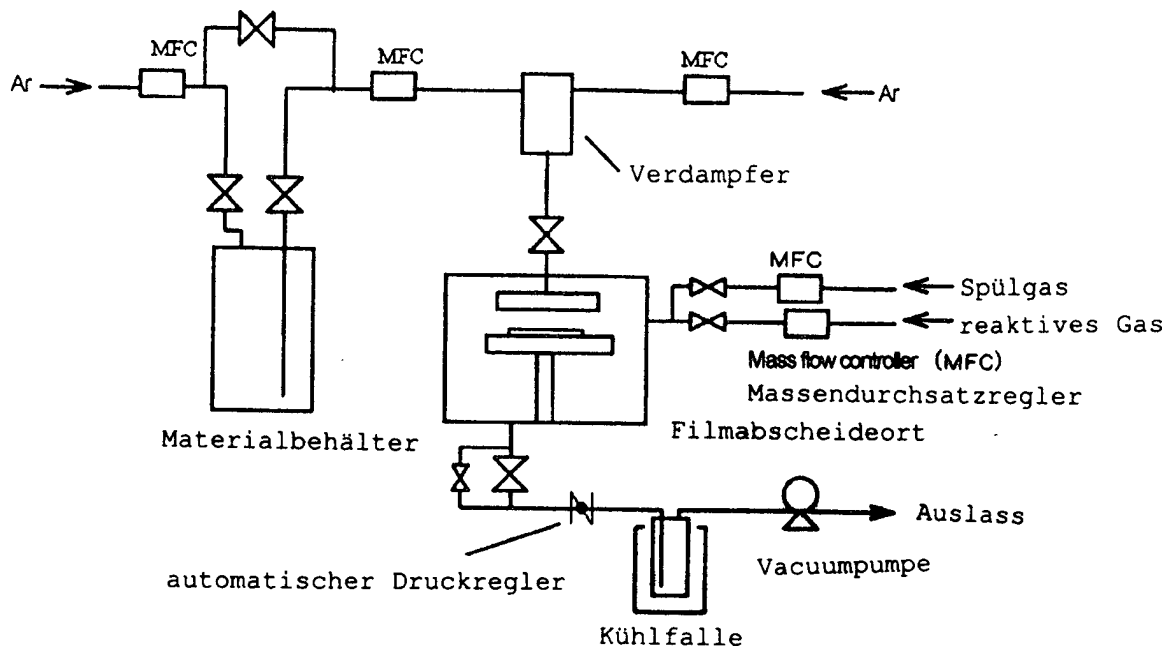 MFC
MFC
MFC
Ar
Ar
Verdampfer
MFC
Spülgas
reaktives Gas
Mass flow controller (MFC)
Massendurchsatzregler
Materialbehälter
Filmabscheideort
Auslass
automatischer Druckregler
Vacuumpumpe
Kühlfalle